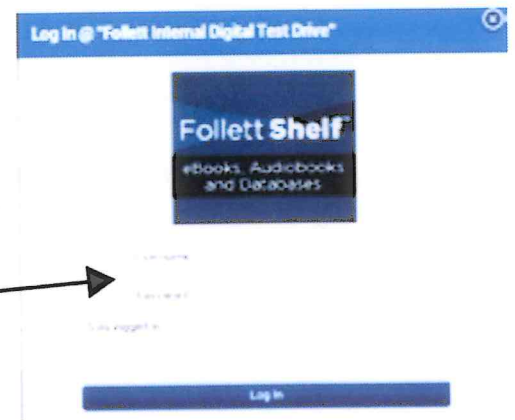 Log In @ "Follett Internal Digital Test Drive"
Follett Shelf
eBooks, Audiobooks
and Databases
Log In